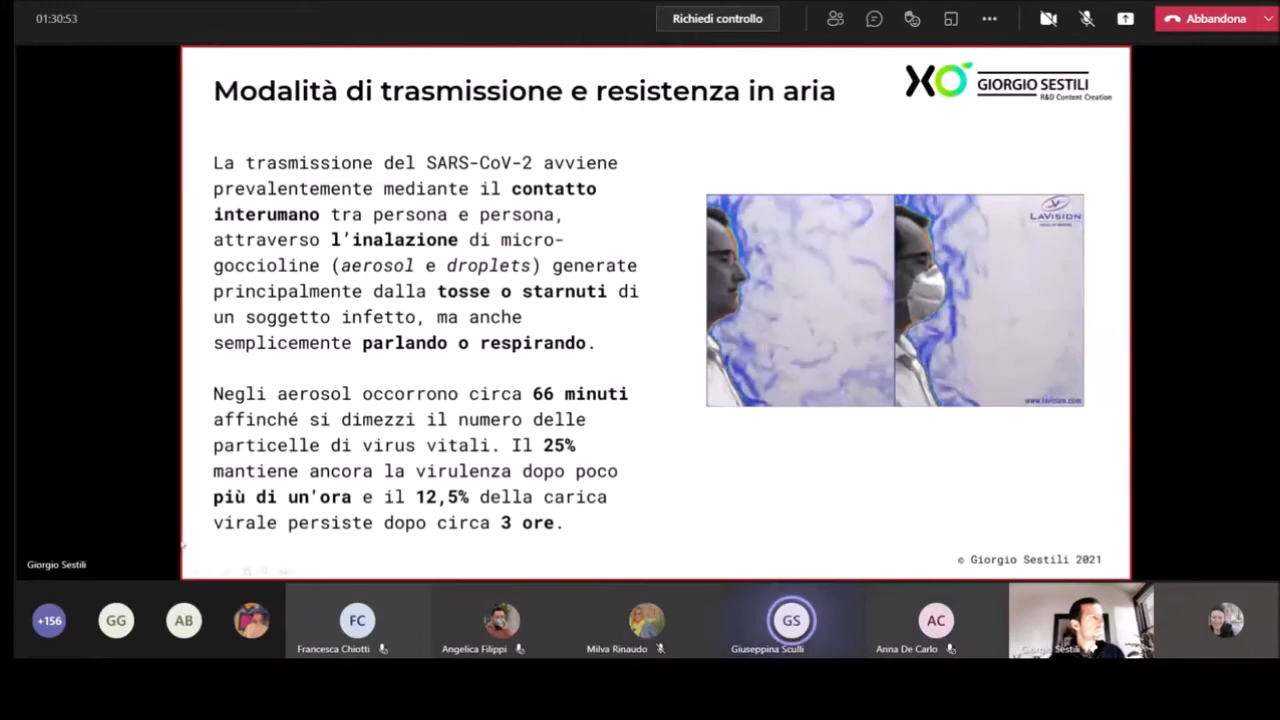 01:30:53
Richiedi controllo
Abbandona
Modalità di trasmissione e resistenza in aria
XO
GIORGIO SESTILI
R&D Content Creation
La trasmissione del SARS-CoV-2 avviene
prevalentemente mediante il contatto
interumano tra persona e persona,
attraverso l'inalazione di micro-
goccioline (aerosol e droplets) generate
principalmente dalla tosse o starnuti di
un soggetto infetto, ma anche
semplicemente parlando o respirando.
Negli aerosol occorrono circa 66 minuti
affinché si dimezzi il numero delle
particelle di virus vitali. Il 25%
mantiene ancora la virulenza dopo poco
più di un'ora e il 12,5% della carica
virale persiste dopo circa 3 ore.
LAVISION
www.lavision.com
© Giorgio Sestili 2021
Giorgio Sestili
+156
GG
AB
FC
GS
AC
Francesca Chiotti
Angelica Filippi
Milva Rinaudo
Giuseppina Sculli
Anna De Carlo
Giorgio Sestili